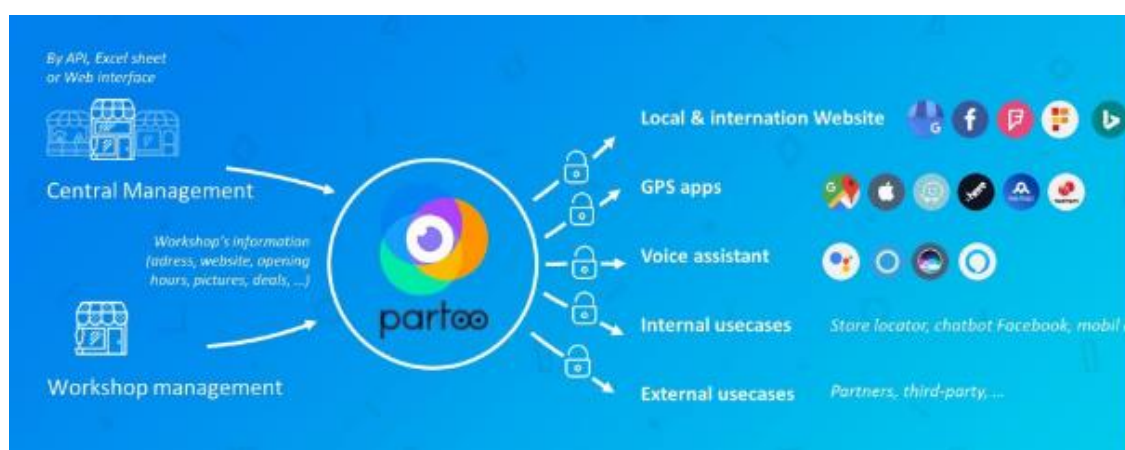 By API, Excel sheet
or Web interface
Central Management
Workshop's information
(adress, website, opening
hours, pictures, deals, ...)
Workshop management
partoo
Local & internation Website
GPS apps
Voice assistant
Internal usecases
Store locator, chatbot Facebook, mobil
External usecases
Partners, third-party, ...